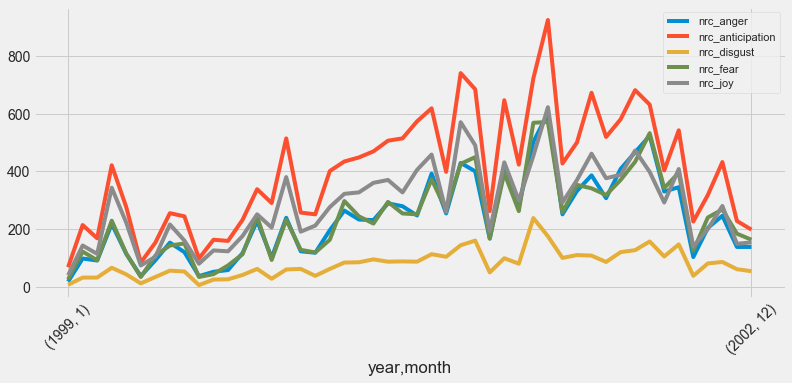 nrc_anger
nrc_anticipation
nrc_disgust
nrc_fear
nrc_joy
800
600
400
200
0
(1999, 1)
(2002, 12)
year,month